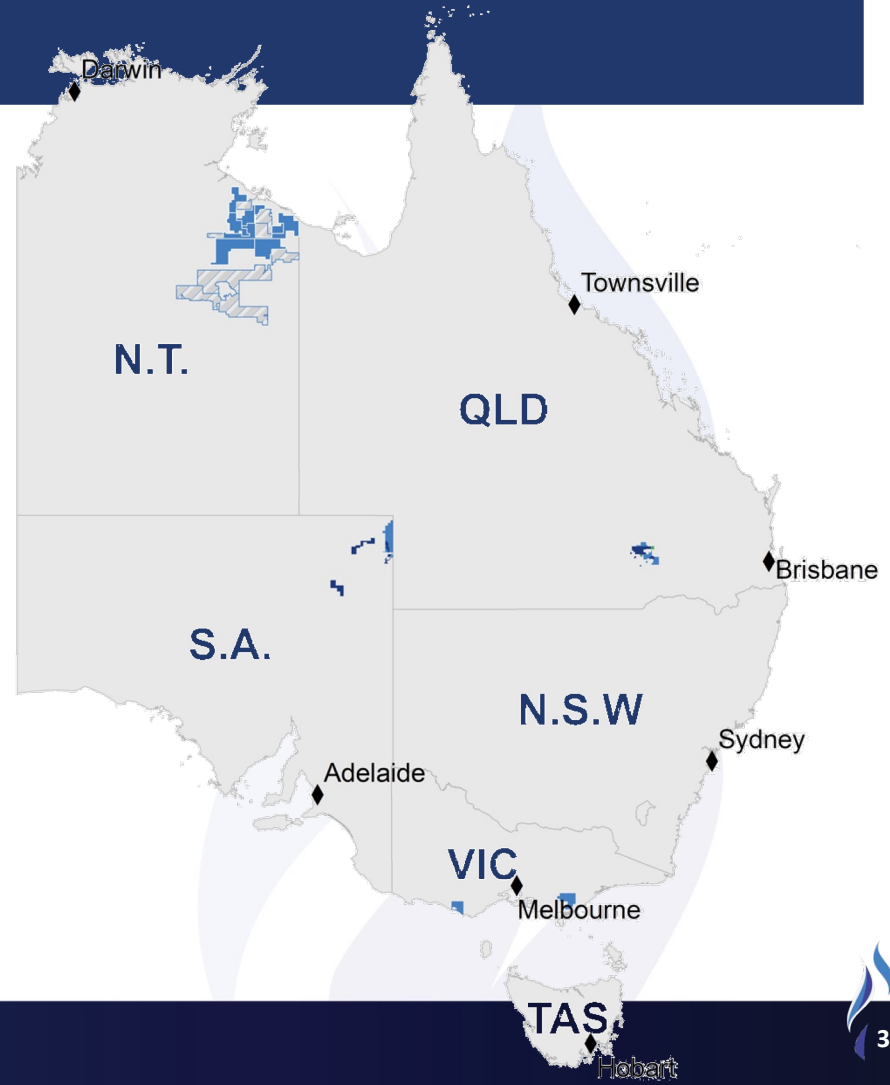 Darwin
Townsville
N.T.
QLD
Brisbane
S.A.
N.S.W
Sydney
Adelaide
VIC
Melbourne
TAS
3
Hobart